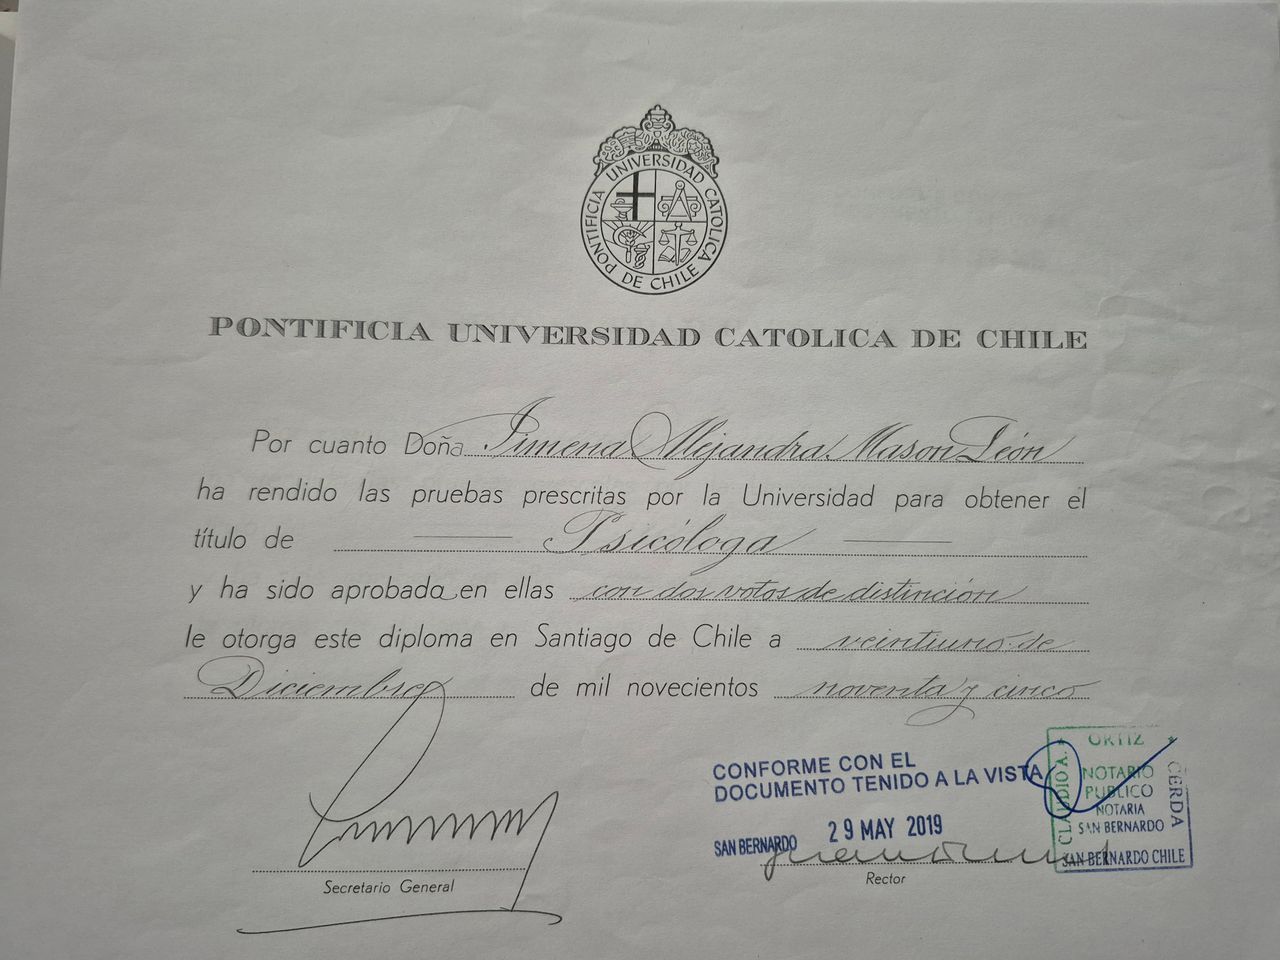 PONTIFICIA UNIVERSIDAD CATOLICA DE CHILE
PONTIFICIA UNIVERSIDAD CATOLICA DE CHILE
Por cuanto Doña Jimena Alejandra Mason León
ha rendido las pruebas prescritas por la Universidad para obtener el
título de Psicóloga
y ha sido aprobada en ellas con dos votos de distinción
le otorga este diploma en Santiago de Chile a veintiuno de
Diciembre de mil novecientos noventa y cinco
CONFORME CON EL
DOCUMENTO TENIDO A LA VISTA
SAN BERNARDO 29 MAY 2019
CLAUDIO A. ORTIZ CERDA
NOTARIO
PUBLICO
NOTARIA
SAN BERNARDO
SAN BERNARDO CHILE
Secretario General
Rector